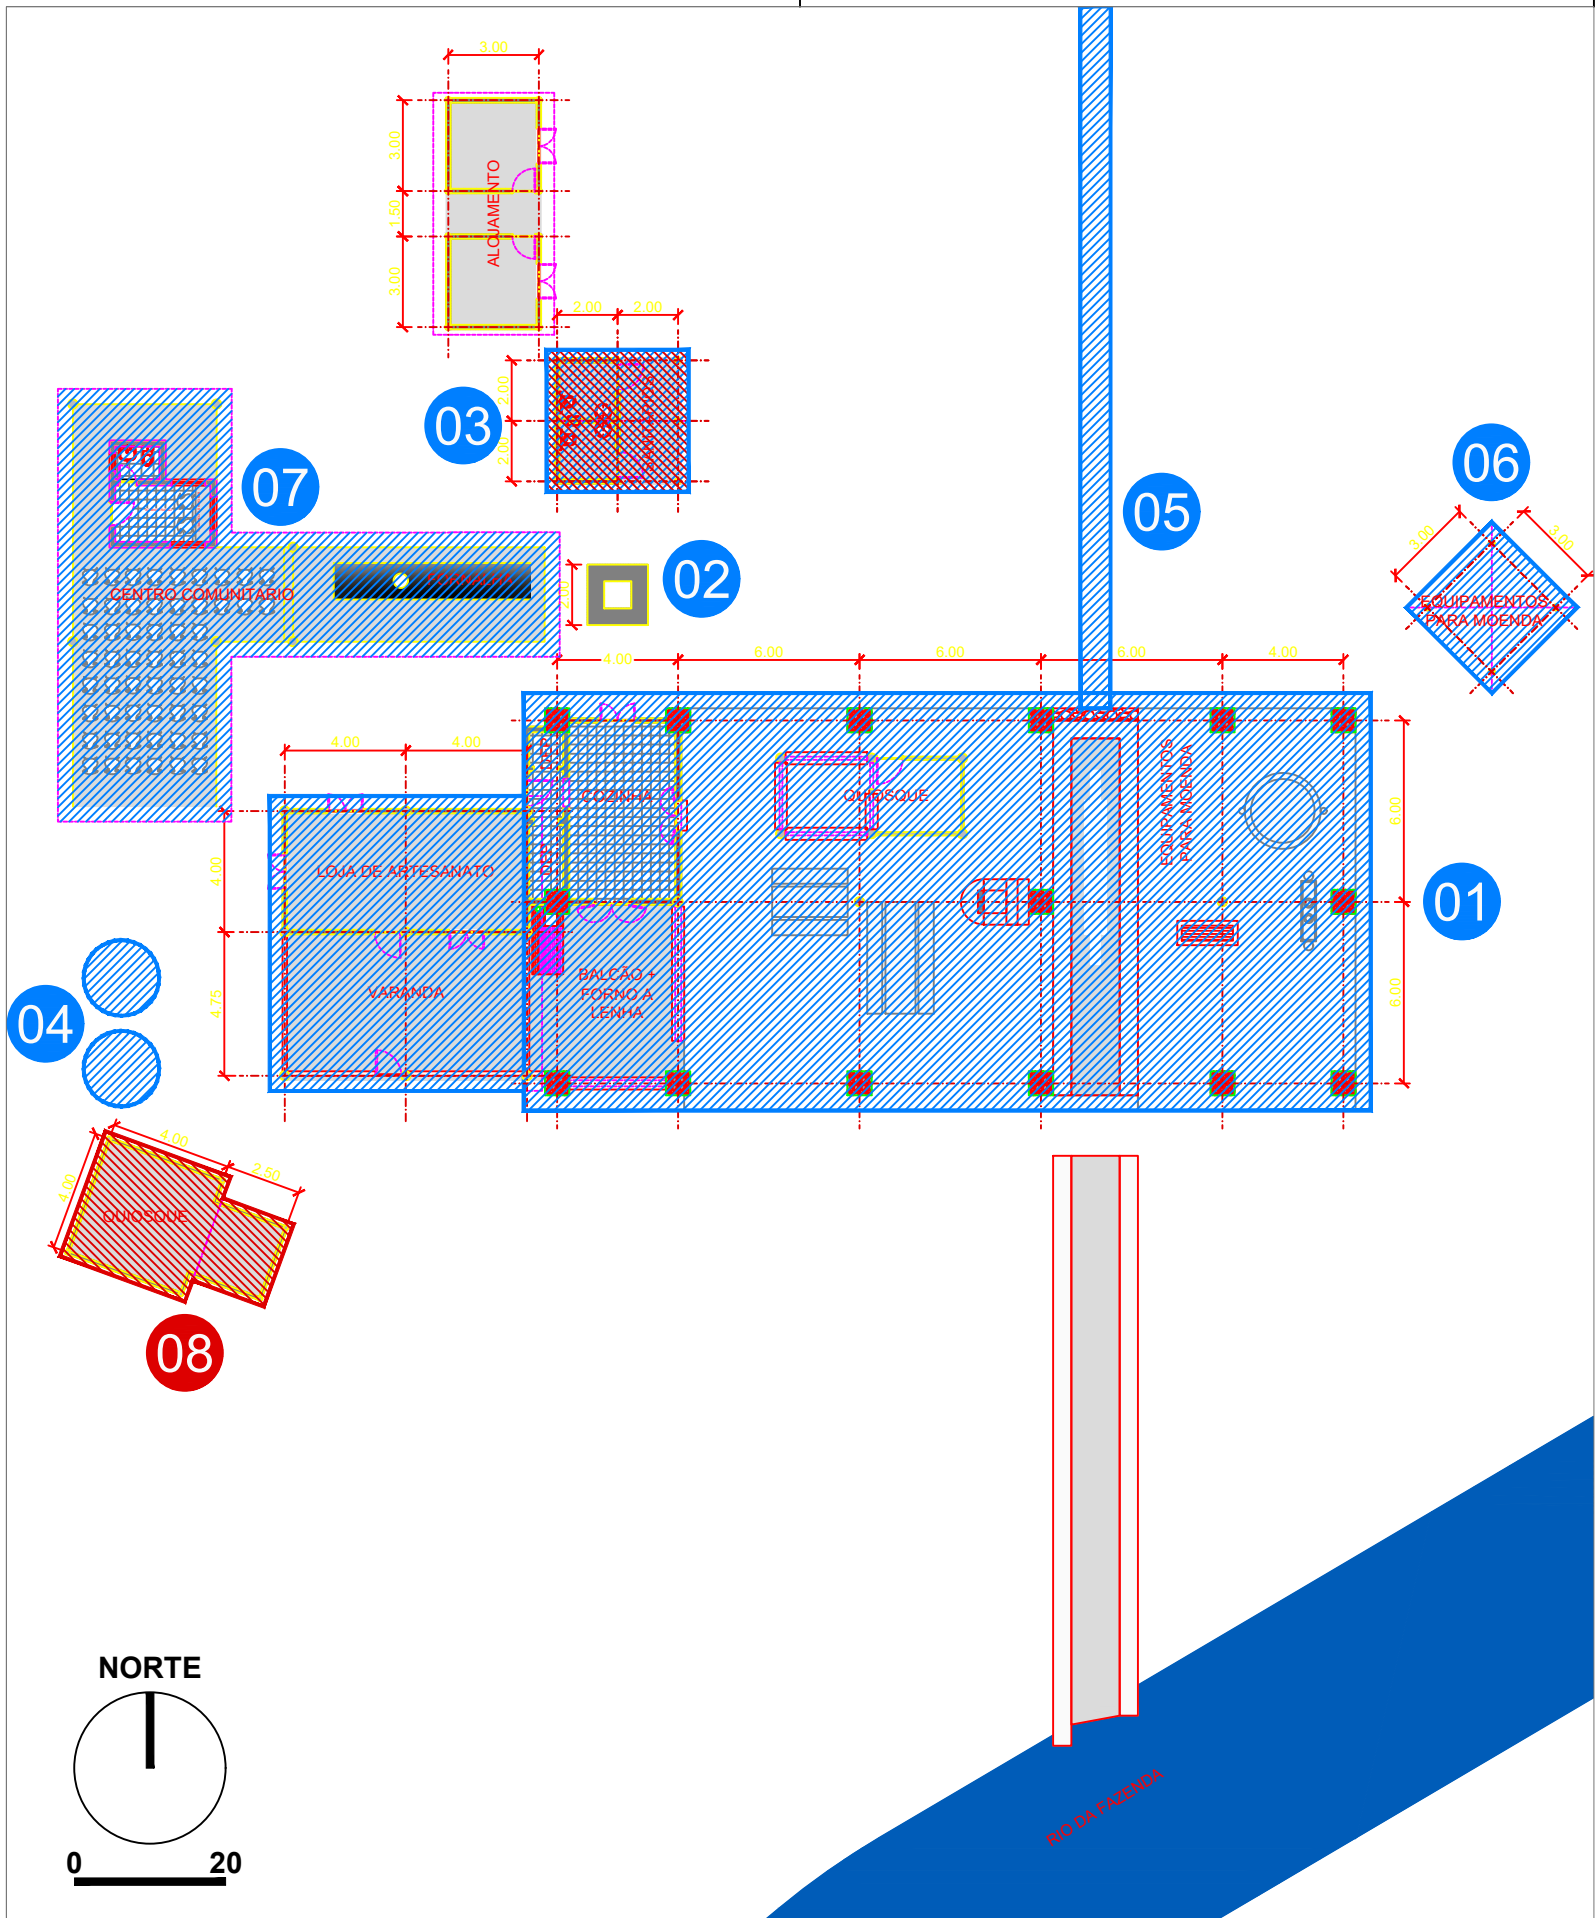 3.00
3.00
1.50
3.00
ALOJAMENTO
2.00
2.00
2.00
2.00
03
07
CENTRO COMUNITÁRIO
02
2.00
05
06
3.00
3.00
EQUIPAMENTOS
PARA MOENDA
4.00
6.00
6.00
6.00
4.00
4.00
4.00
DEP
COZINHA
DEP
QUIOSQUE
EQUIPAMENTOS
PARA MOENDA
6.00
6.00
01
4.00
4.75
LOJA DE ARTESANATO
VARANDA
BALCÃO +
FORNO À
LENHA
04
4.00
2.50
4.00
QUIOSQUE
08
RIO DA FAZENDA
NORTE
0 20